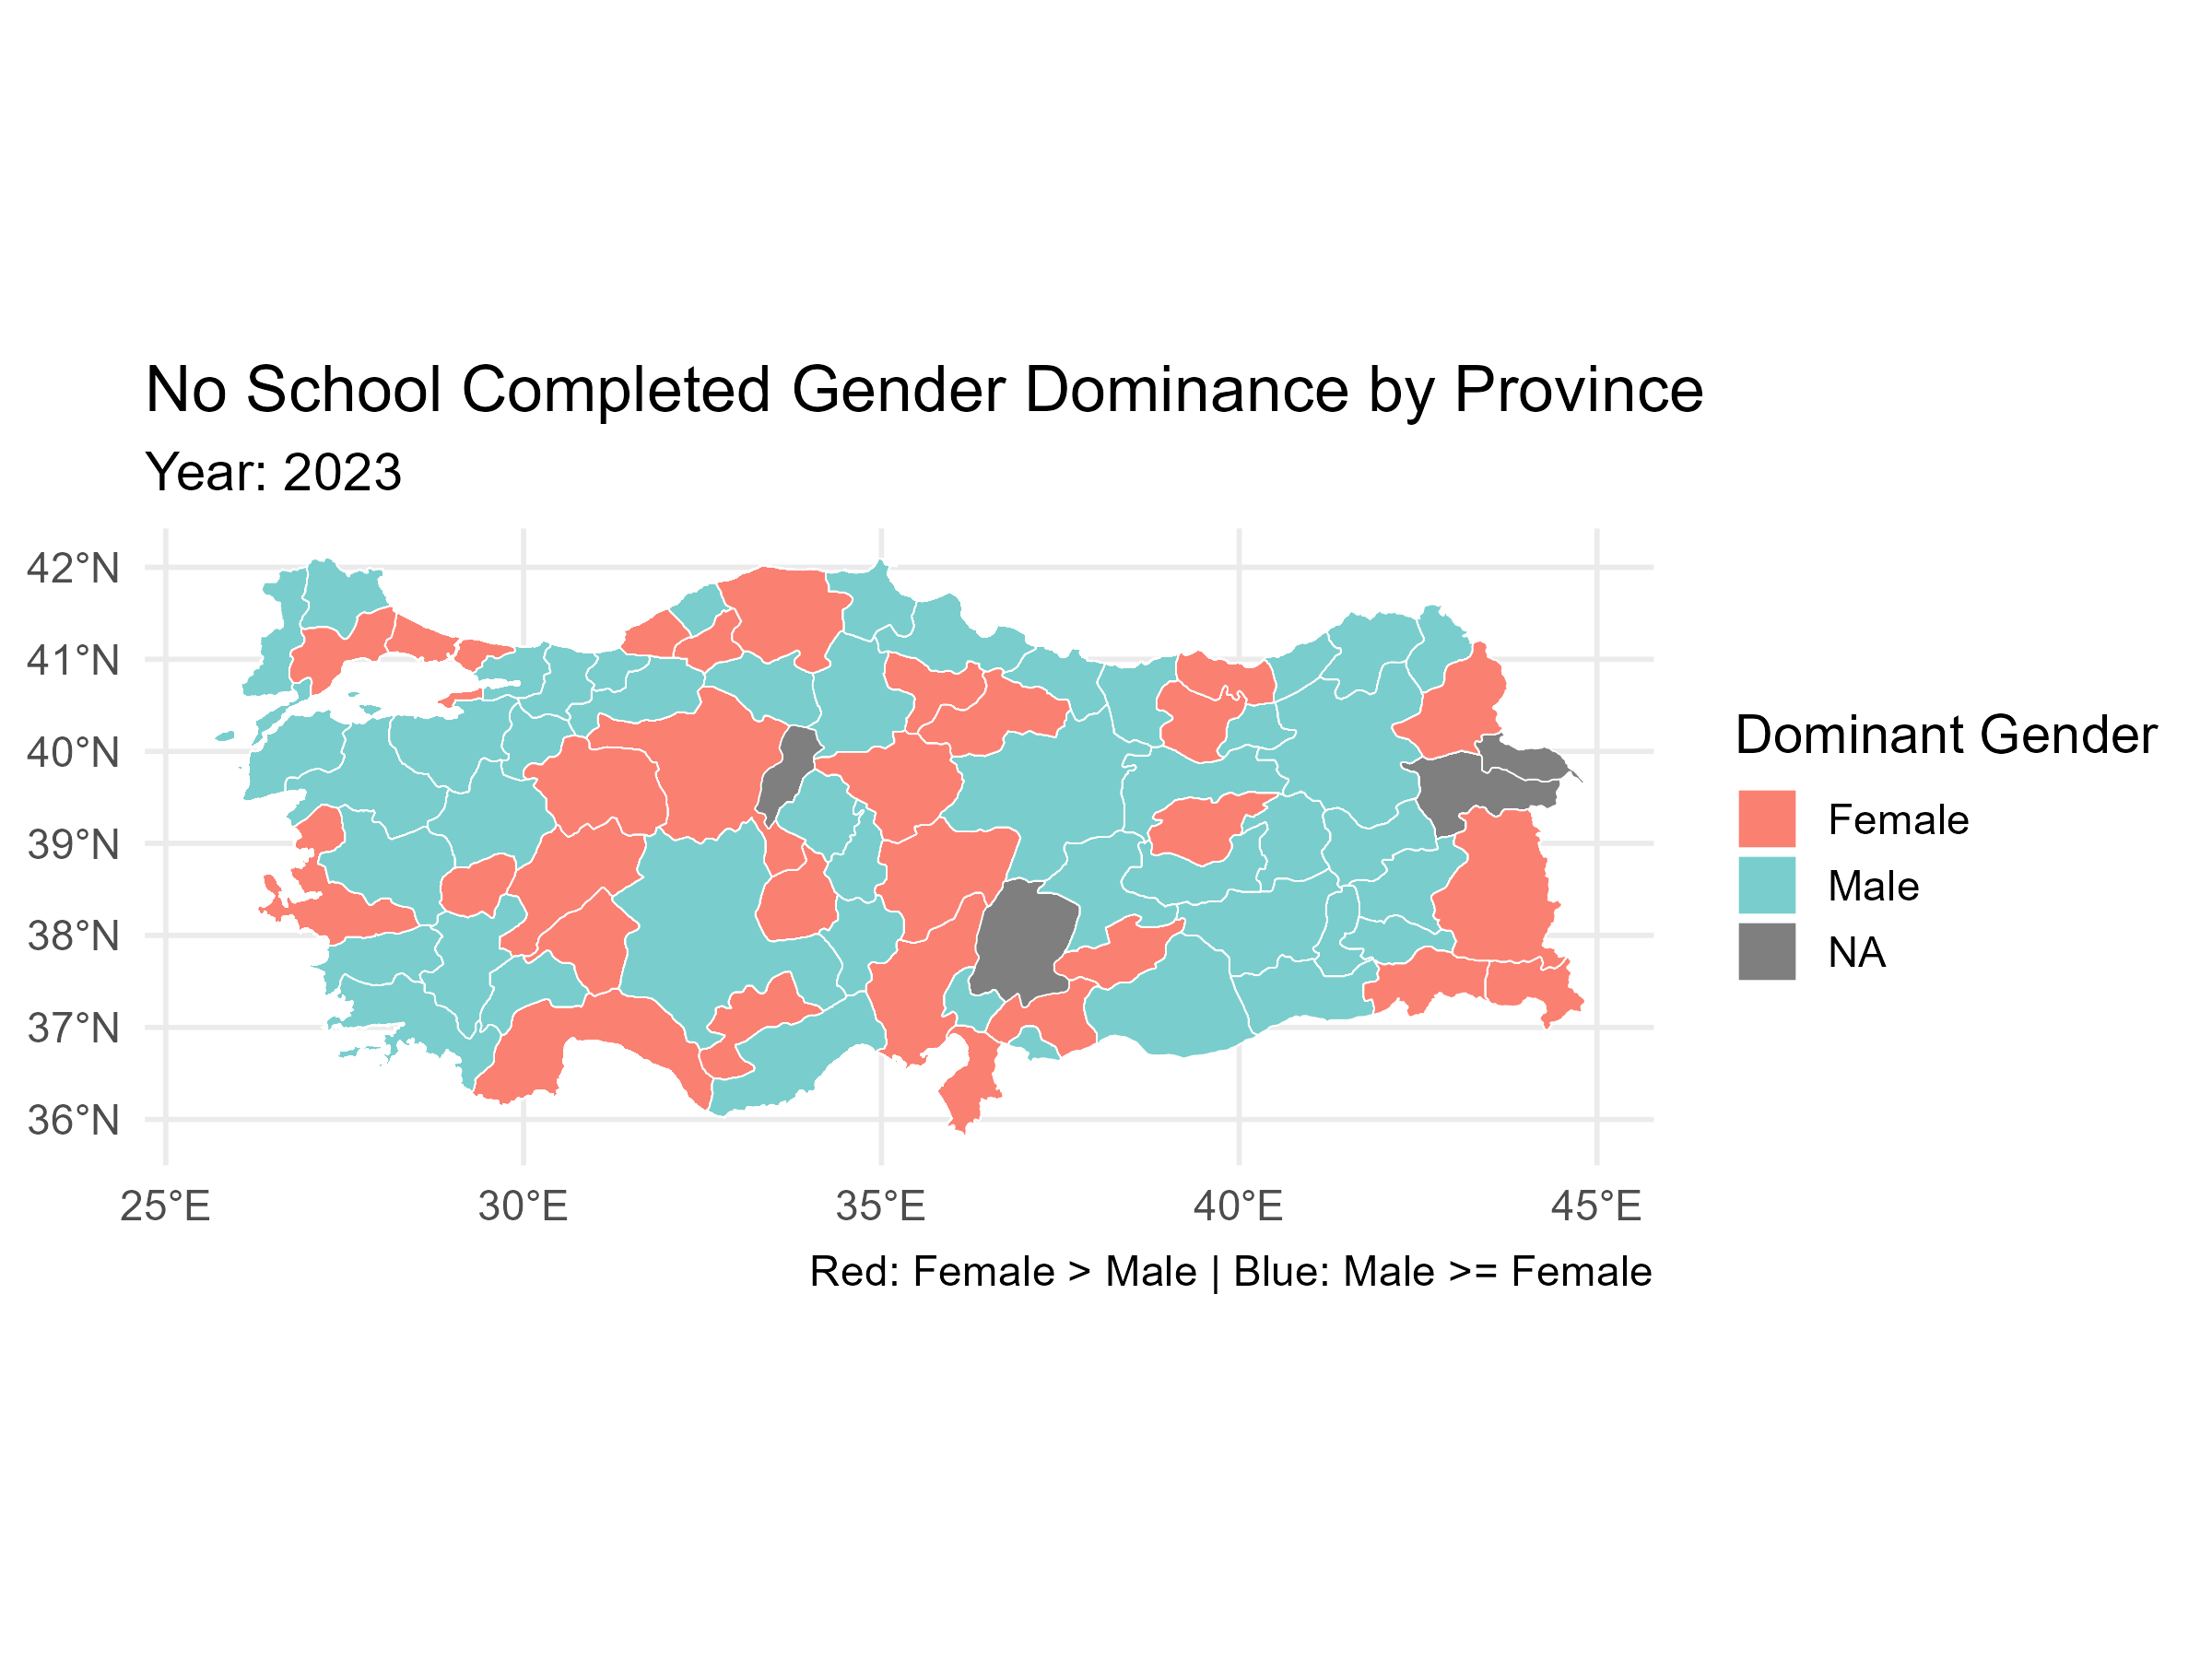 No School Completed Gender Dominance by Province
Year: 2023
42°N
41°N
40°N
39°N
38°N
37°N
36°N
25°E
30°E
35°E
40°E
45°E
Dominant Gender
Female
Male
NA
Red: Female > Male | Blue: Male >= Female